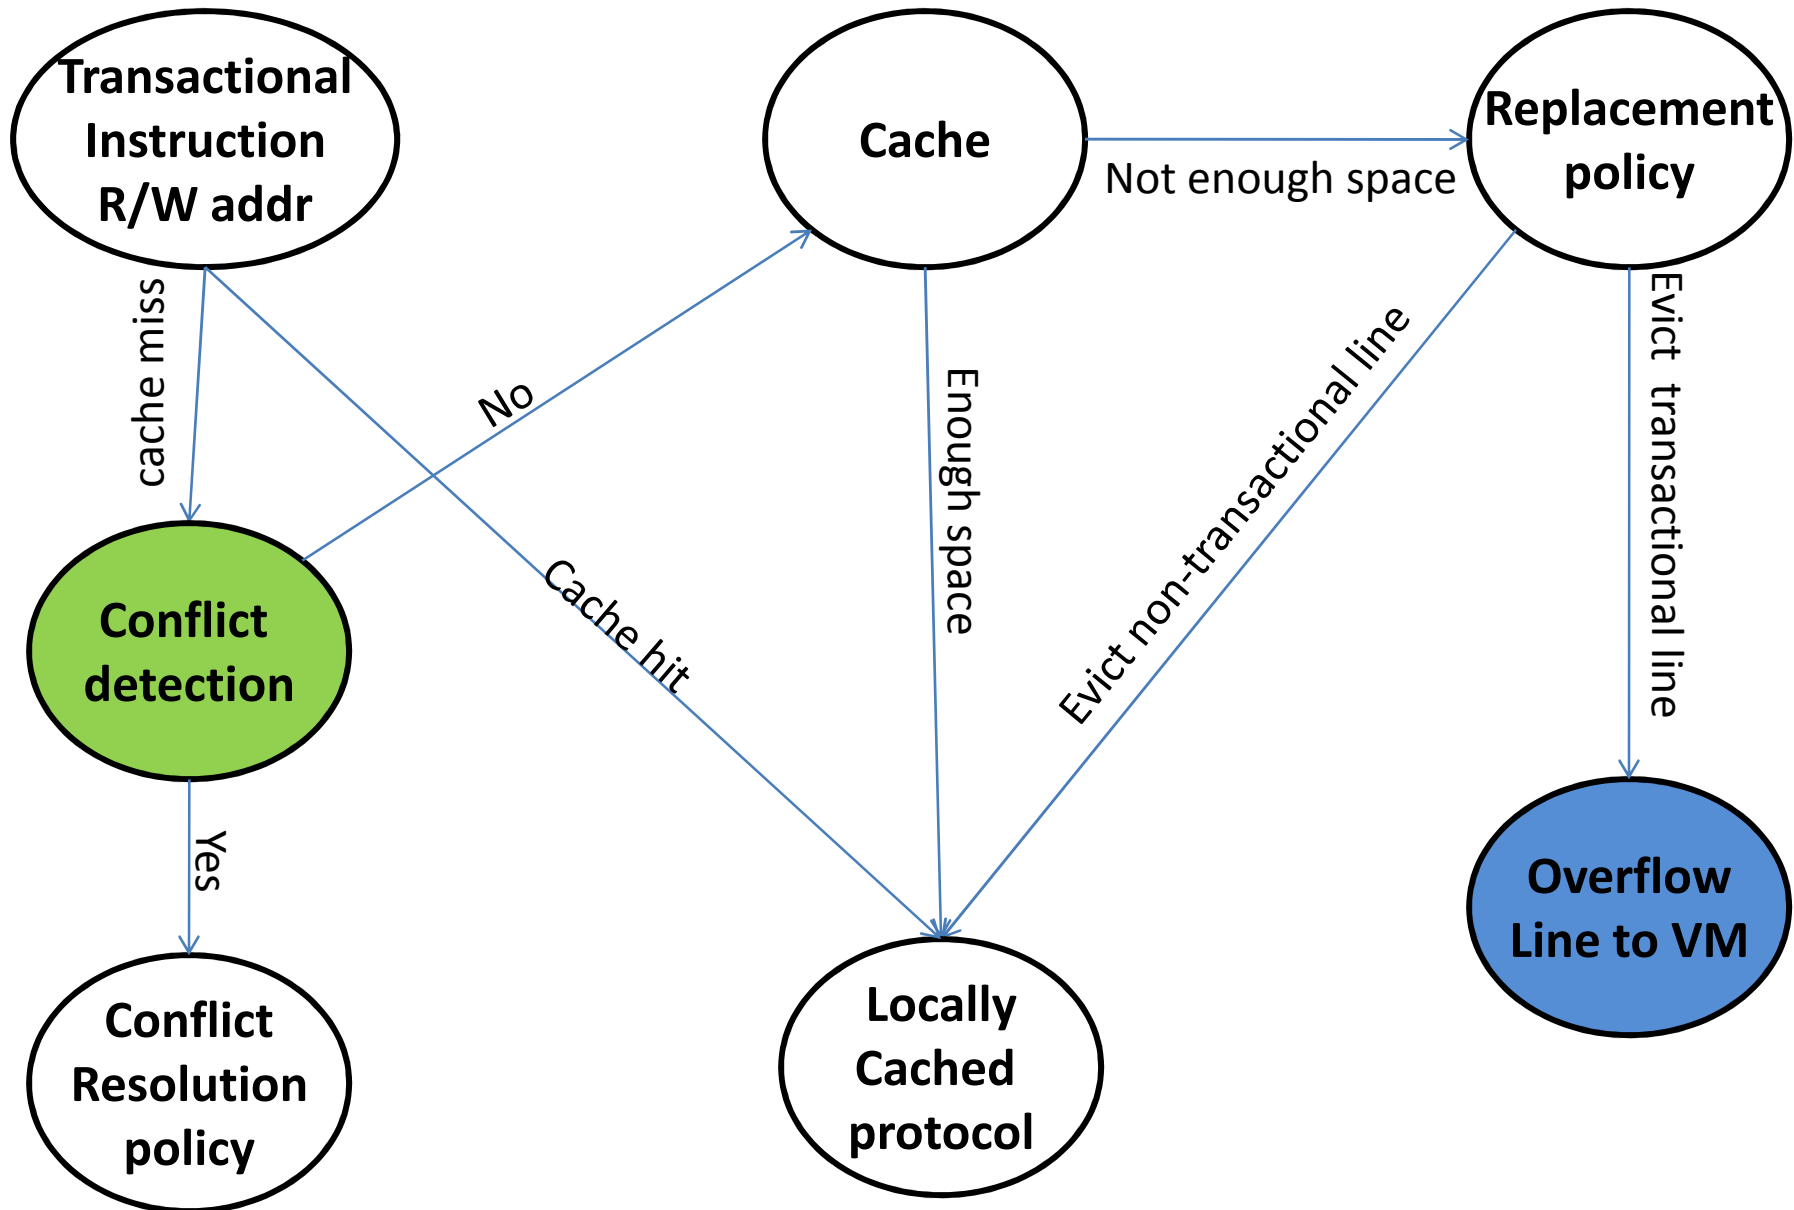 Transactional
Instruction
R/W addr
Cache
Not enough space
Replacement
policy
cache miss
No
Cache hit
Enough space
Evict non-transactional line
Evict transactional line
Conflict
detection
Yes
Overflow
Line to VM
Conflict
Resolution
policy
Locally
Cached
protocol